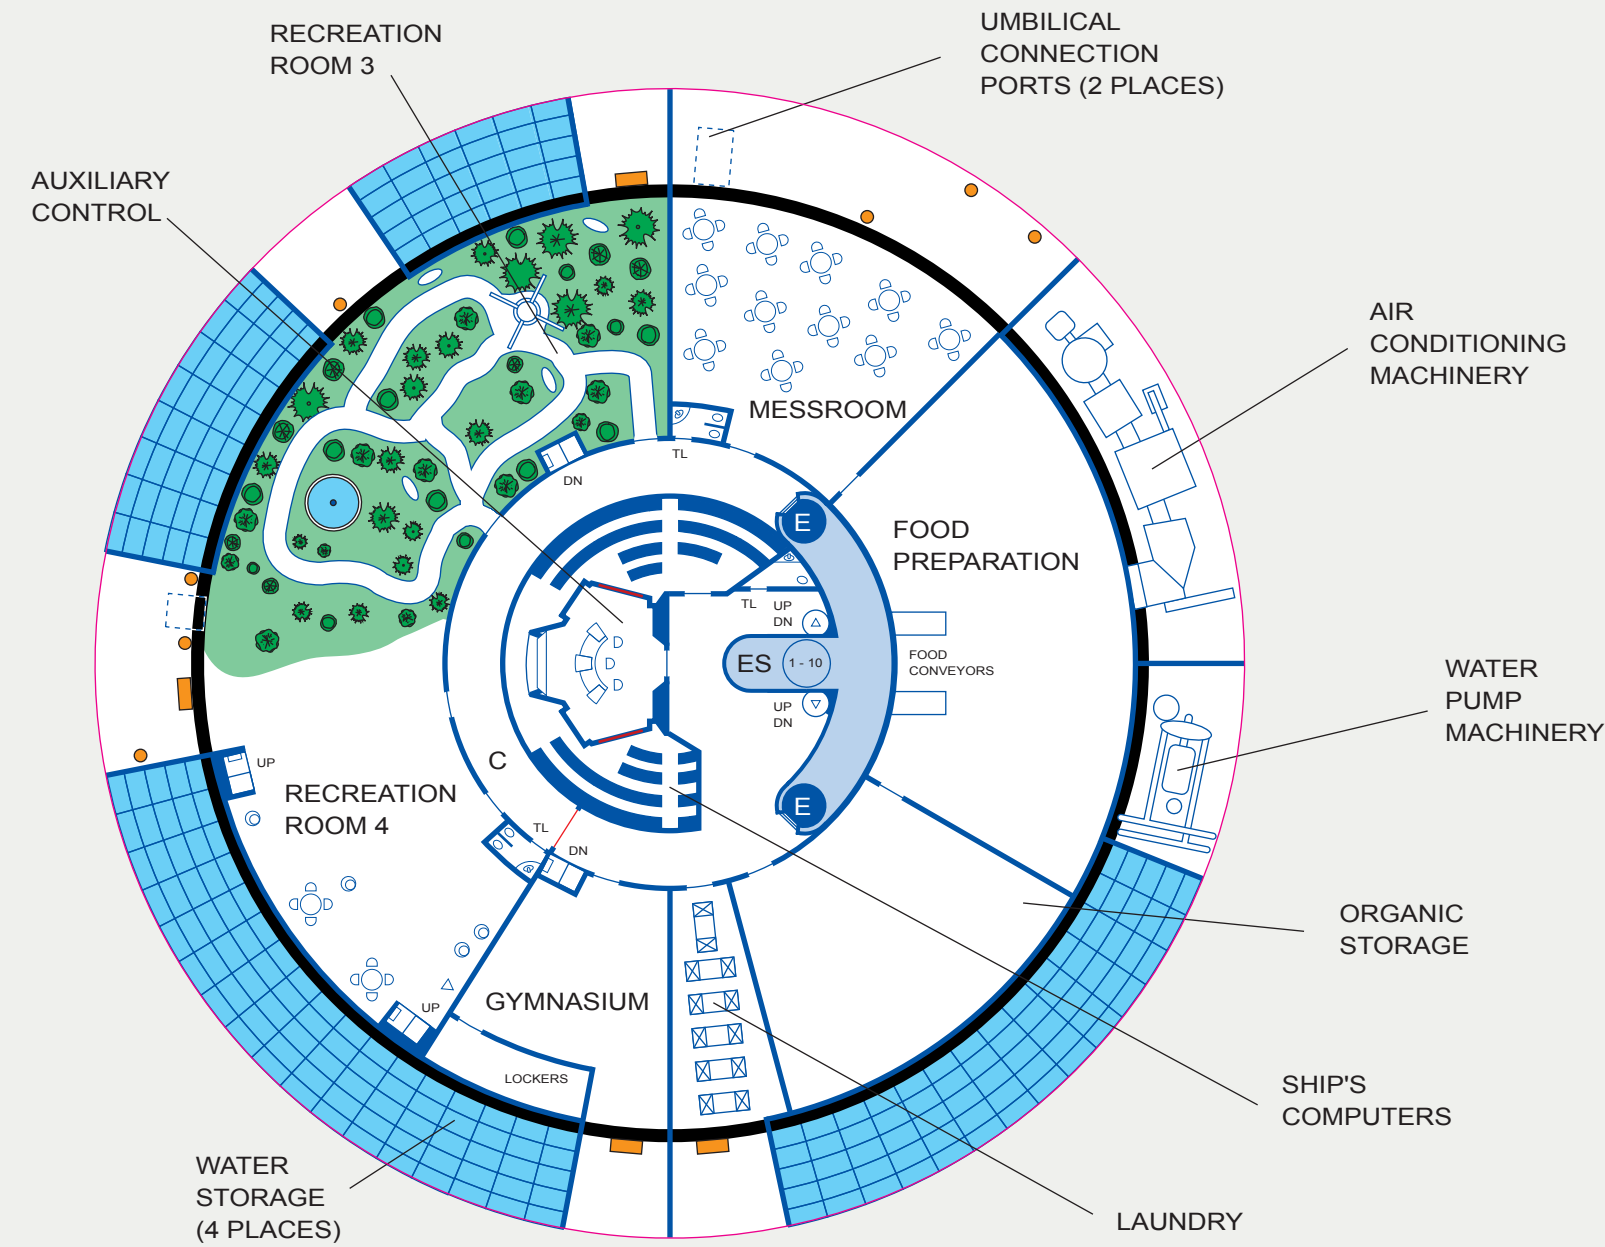 RECREATION
ROOM 3
UMBILICAL
CONNECTION
PORTS (2 PLACES)
AUXILIARY
CONTROL
AIR
CONDITIONING
MACHINERY
MESSROOM
TL
DN
E
FOOD
PREPARATION
TL
UP
DN
ES
1 - 10
FOOD
CONVEYORS
UP
DN
WATER
PUMP
MACHINERY
C
UP
RECREATION
ROOM 4
E
TL
DN
ORGANIC
STORAGE
UP
GYMNASIUM
LOCKERS
SHIP'S
COMPUTERS
WATER
STORAGE
(4 PLACES)
LAUNDRY